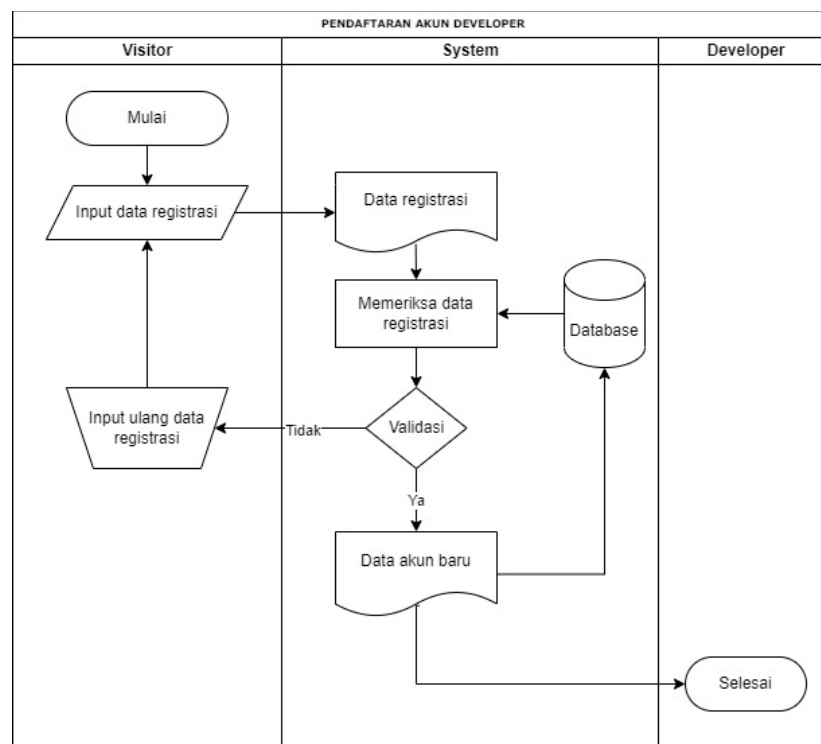 PENDAFTARAN AKUN DEVELOPER
Visitor
System
Developer
Mulai
Input data registrasi
Data registrasi
Memeriksa data
registrasi
Database
Input ulang data
registrasi
Tidak
Validasi
Ya
Data akun baru
Selesai